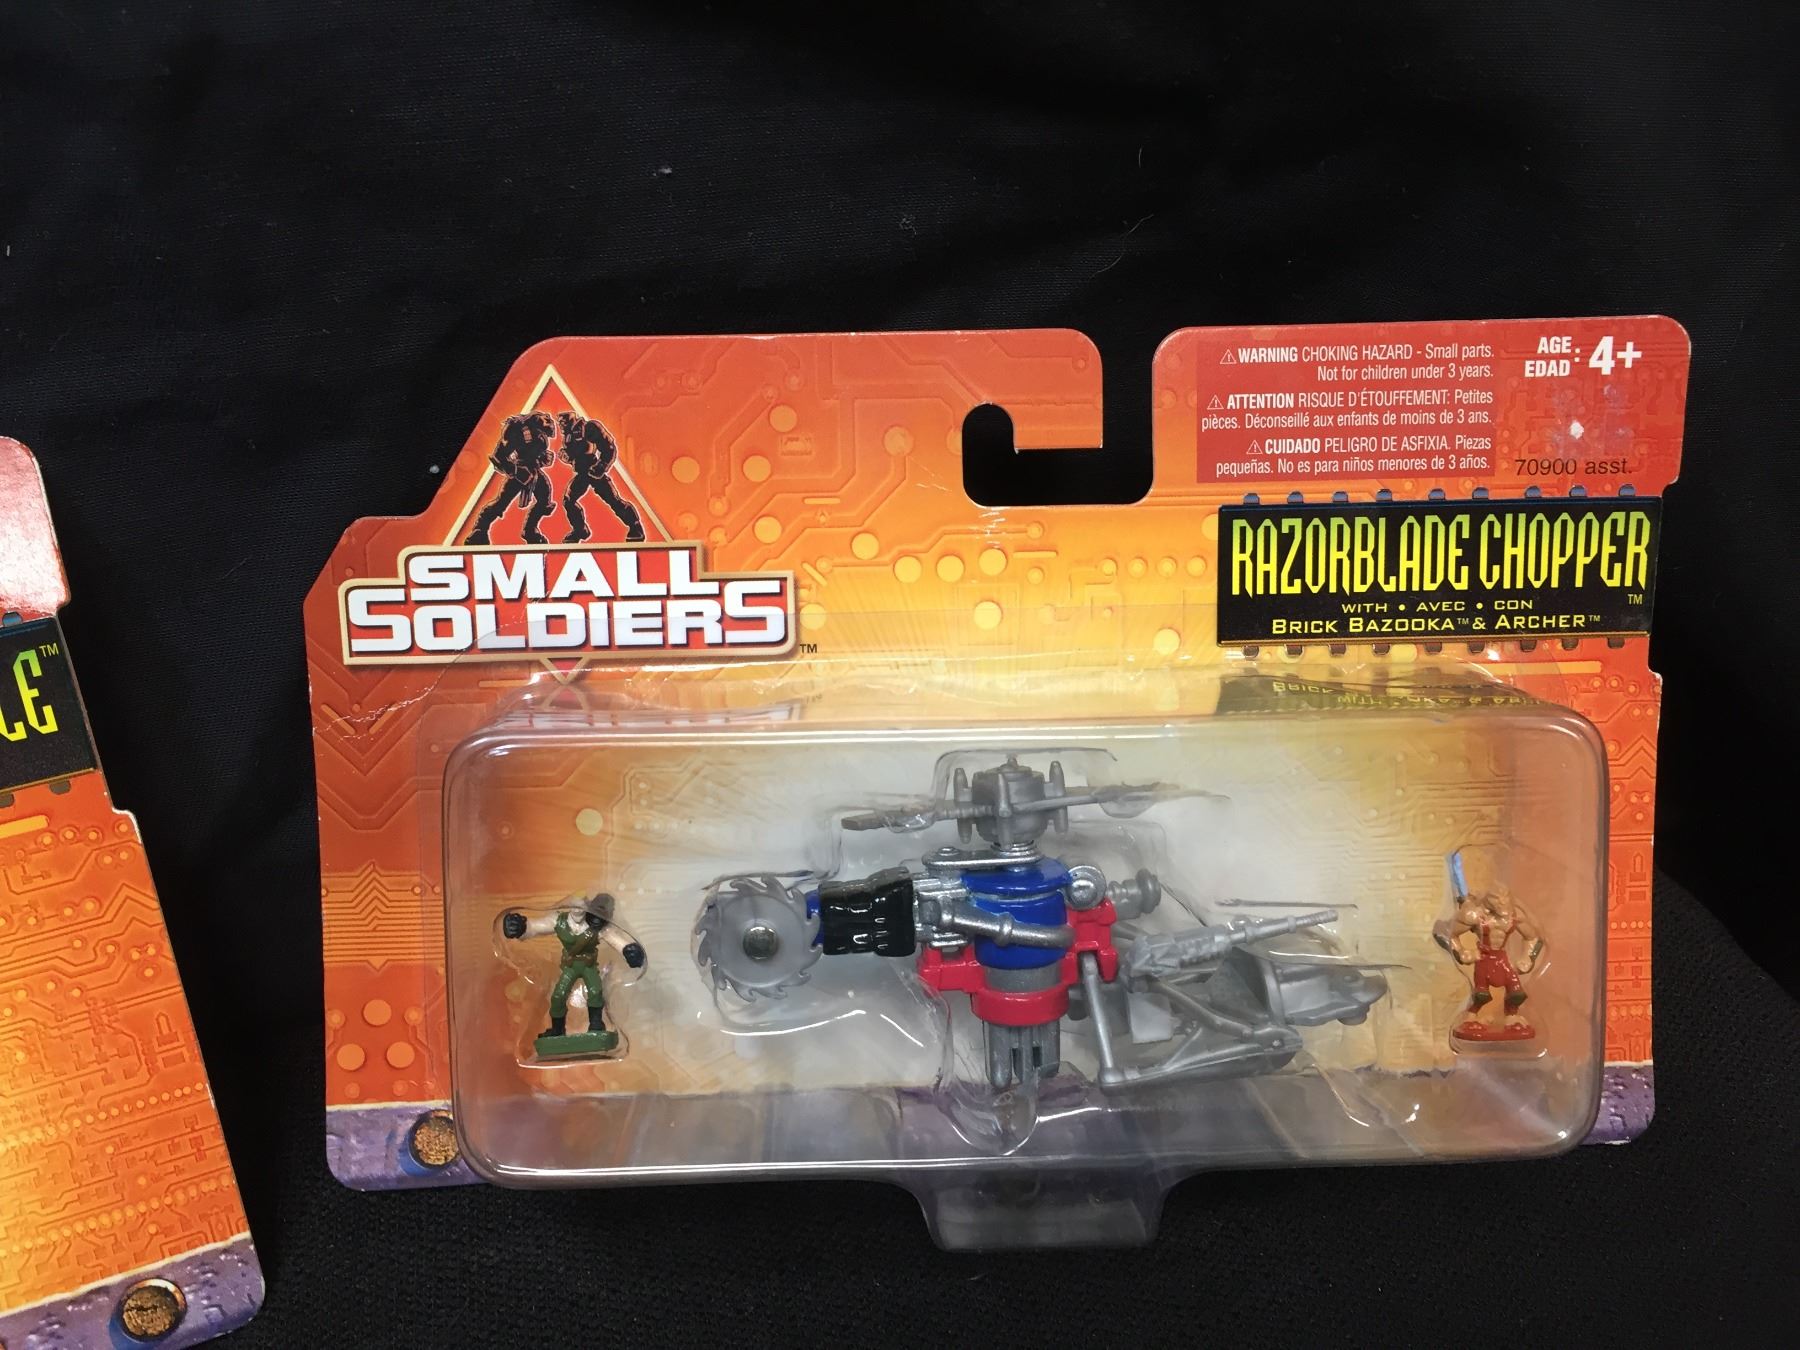 SMALL
SOLDIERS
TM
⚠ WARNING CHOKING HAZARD - Small parts.
Not for children under 3 years.
⚠ ATTENTION RISQUE D'ÉTOUFFEMENT: Petites
pièces. Déconseillé aux enfants de moins de 3 ans.
⚠ CUIDADO PELIGRO DE ASFIXIA. Piezas
pequeñas. No es para niños menores de 3 años.
AGE
EDAD : 4+
70900 asst.
RAZORBLADE CHOPPER
TM
WITH • AVEC • CON
BRICK BAZOOKA™ & ARCHER™
LE™